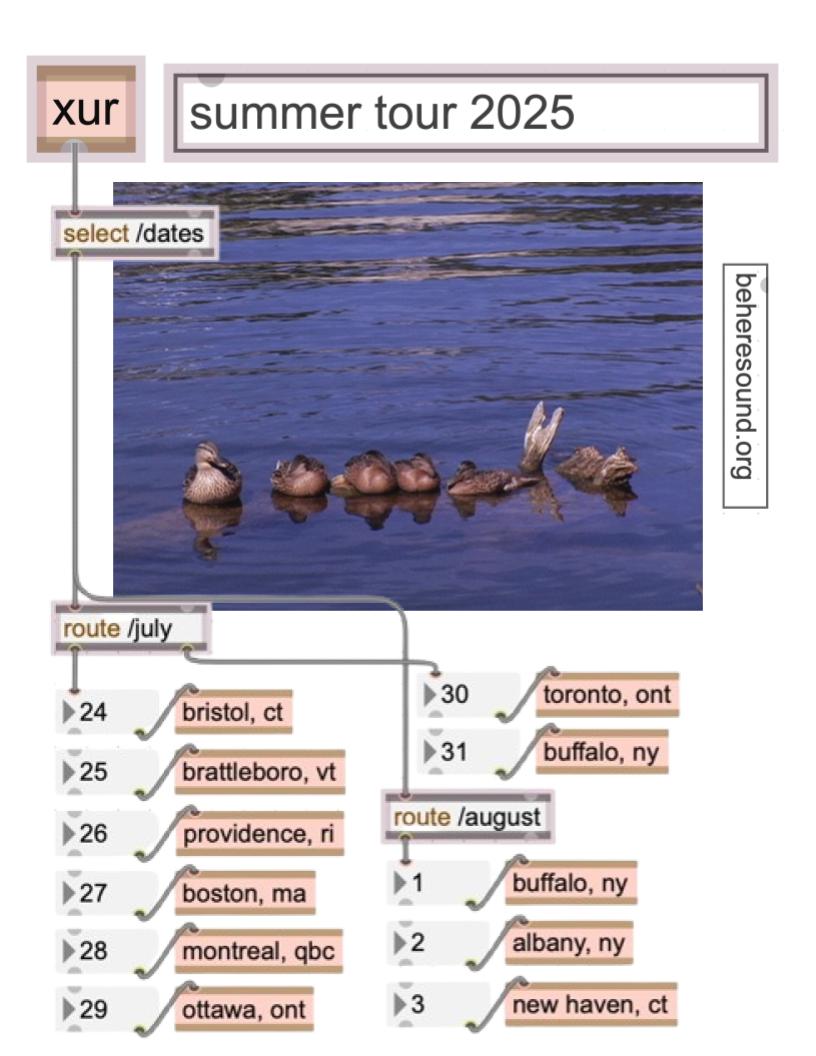 xur
summer tour 2025
select /dates
beheresound.org
route /july
24 bristol, ct
25 brattleboro, vt
26 providence, ri
27 boston, ma
28 montreal, qbc
29 ottawa, ont
30 toronto, ont
31 buffalo, ny
route /august
1 buffalo, ny
2 albany, ny
3 new haven, ct